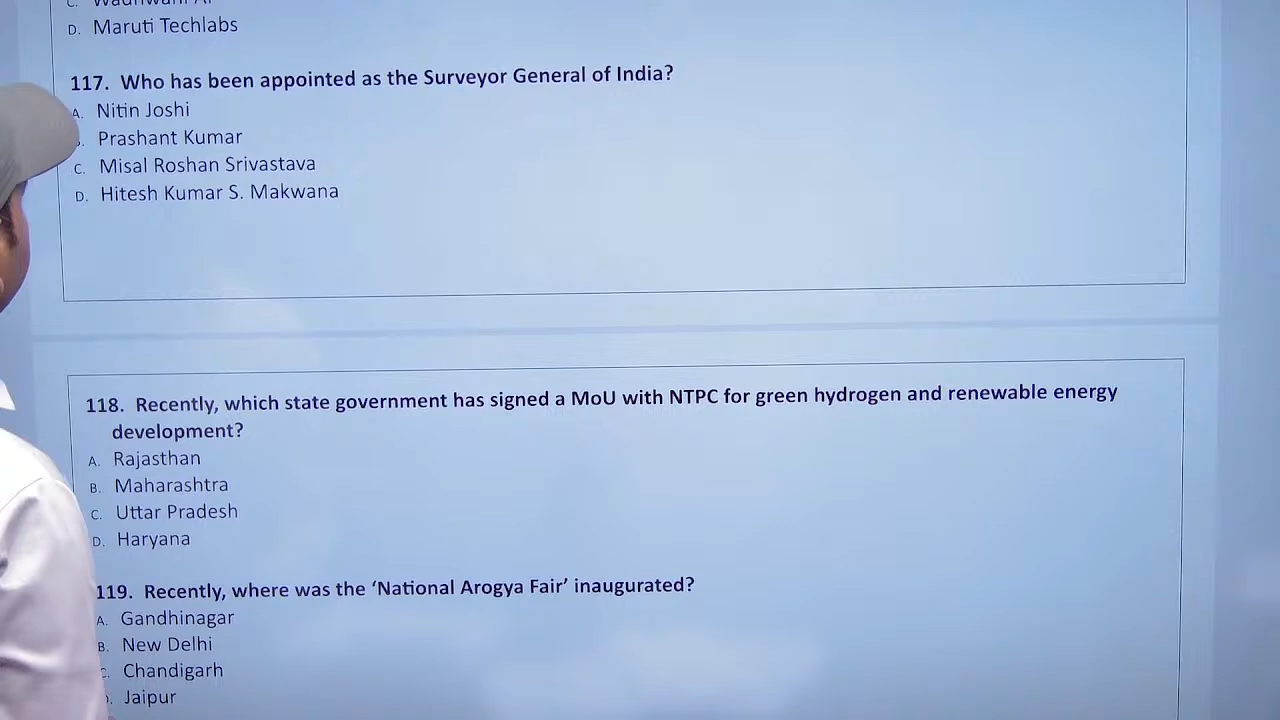 C.
D. Maruti Techlabs
117. Who has been appointed as the Surveyor General of India?
A. Nitin Joshi
Prashant Kumar
C. Misal Roshan Srivastava
D. Hitesh Kumar S. Makwana
118. Recently, which state government has signed a MoU with NTPC for green hydrogen and renewable energy
development?
A. Rajasthan
B. Maharashtra
C. Uttar Pradesh
D. Haryana
119. Recently, where was the ‘National Arogya Fair’ inaugurated?
A. Gandhinagar
B. New Delhi
C. Chandigarh
Jaipur